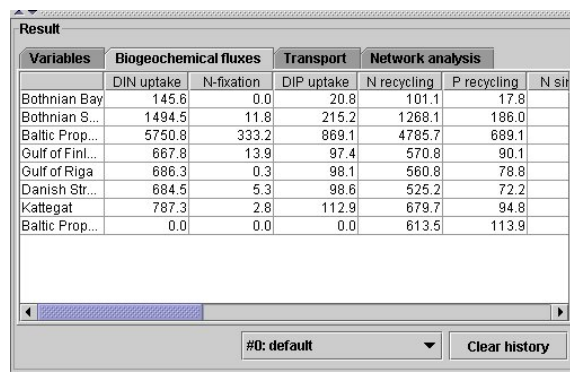 Result
Variables Biogeochemical fluxes Transport Network analysis
DIN uptake N-fixation DIP uptake N recycling P recycling N sir
Bothnian Bay 145.6 0.0 20.8 101.1 17.8
Bothnian S... 1494.5 11.8 215.2 1268.1 186.0
Baltic Prop... 5750.8 333.2 869.1 4785.7 689.1
Gulf of Finl... 667.8 13.9 97.4 570.8 90.1
Gulf of Riga 686.3 0.3 98.1 560.8 78.8
Danish Str... 684.5 5.3 98.6 525.2 72.2
Kattegat 787.3 2.8 112.9 679.7 94.8
Baltic Prop... 0.0 0.0 0.0 613.5 113.9
#0: default Clear history